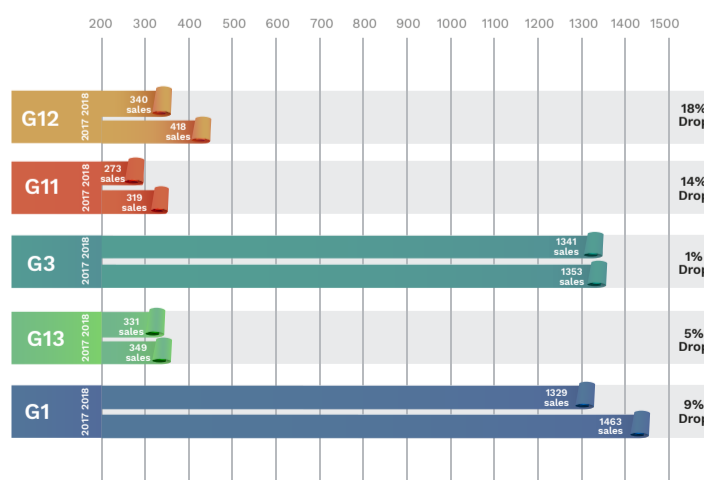 200 300 400 500 600 700 800 900 1000 1100 1200 1300 1400 1500
G12
2018
340
sales
2017
418
sales
18%
Drop
G11
2018
273
sales
2017
319
sales
14%
Drop
G3
2018
1341
sales
2017
1353
sales
1%
Drop
G13
2018
331
sales
2017
349
sales
5%
Drop
G1
2018
1329
sales
2017
1463
sales
9%
Drop